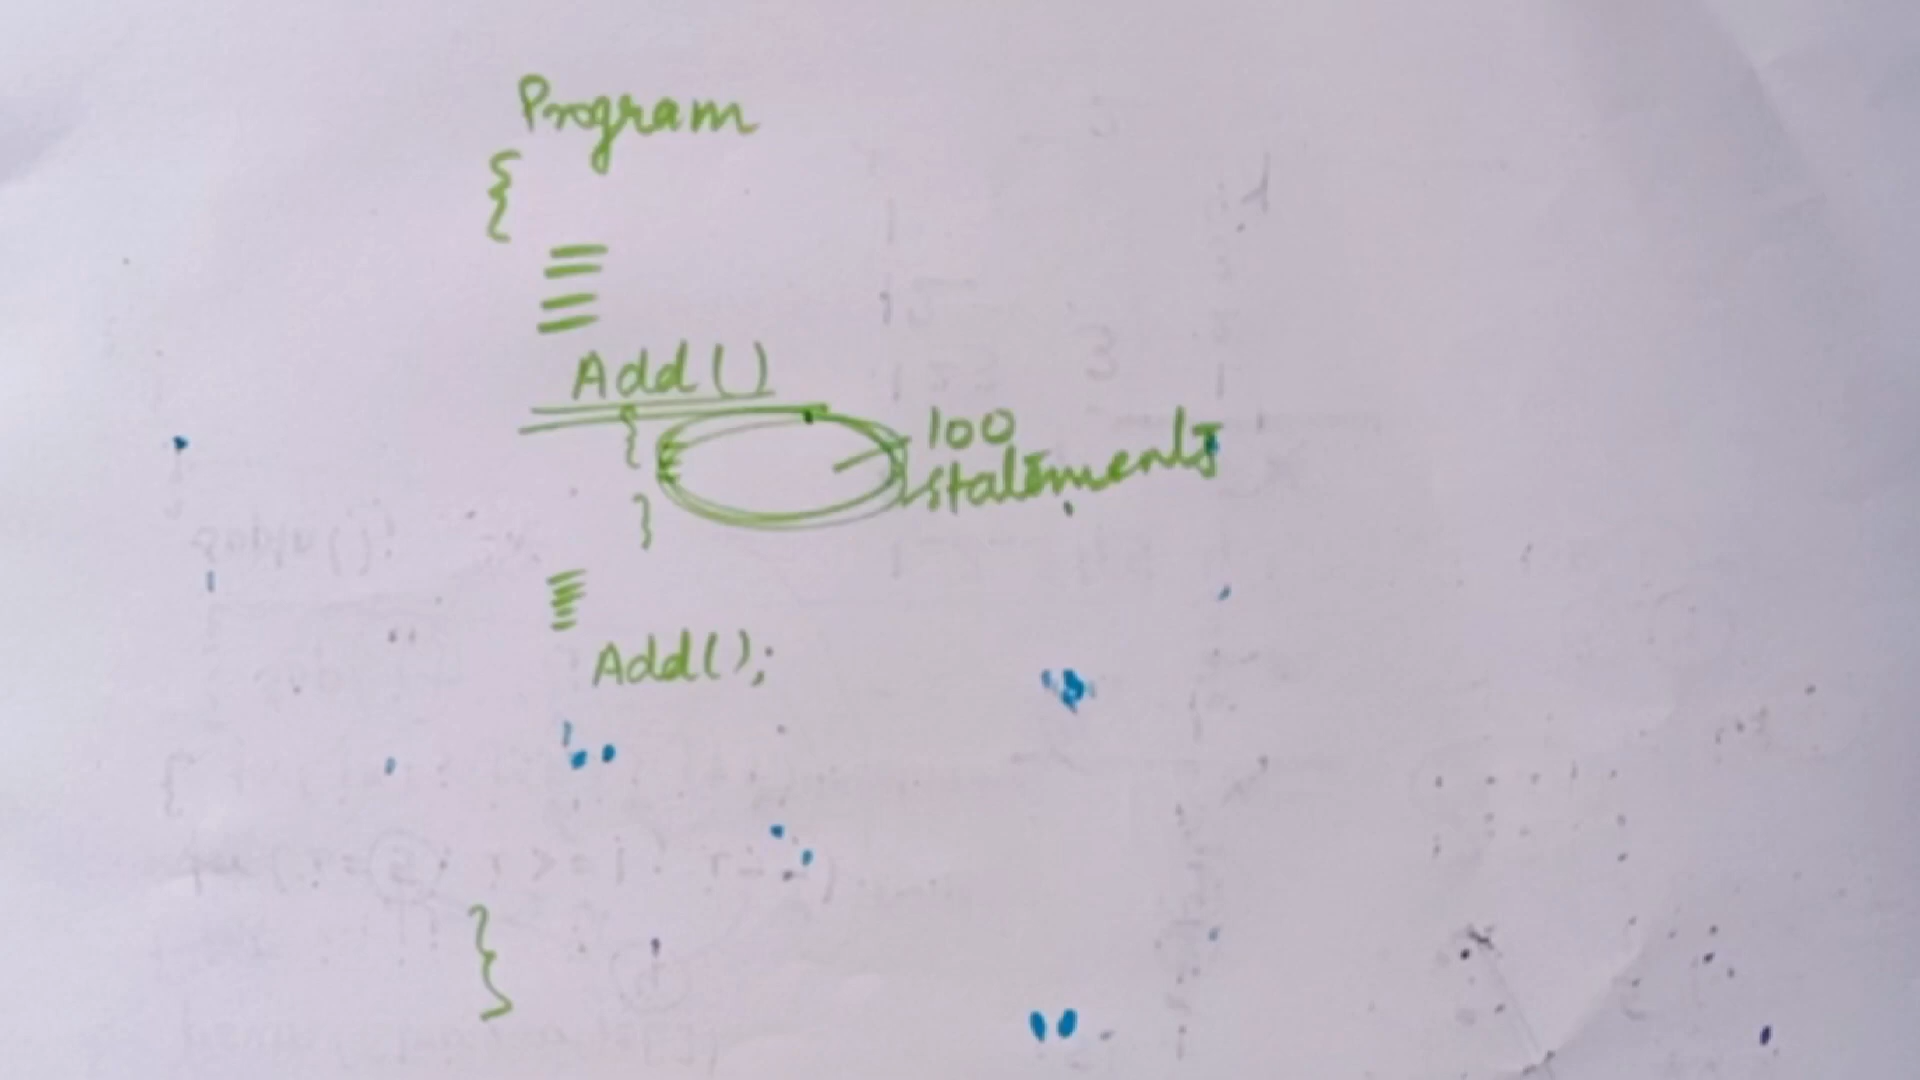 Program
{
Add()
{
100
statements
}
Add();
}